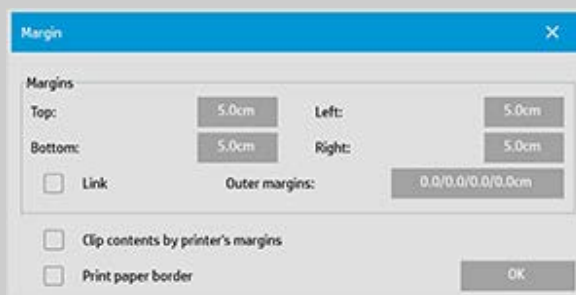 Margin
Margins
Top: 5.0cm Left: 5.0cm
Bottom: 5.0cm Right: 5.0cm
Link Outer margins: 0.0/0.0/0.0/0.0cm
Clip contents by printer's margins
Print paper border OK